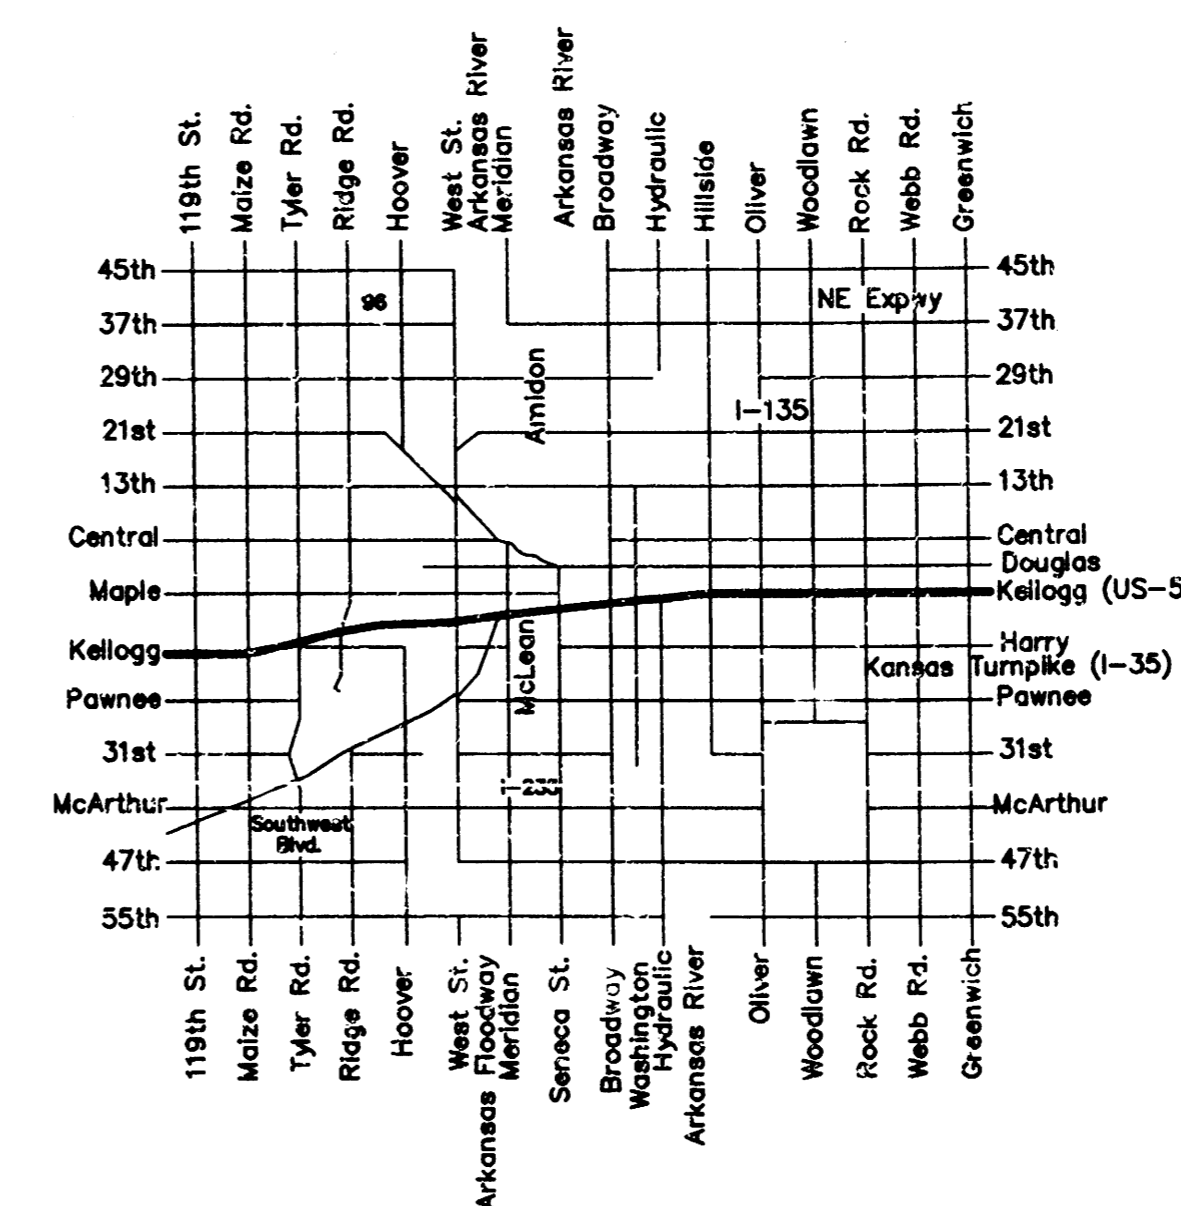 119th St.
Maize Rd.
Tyler Rd.
Ridge Rd.
Hoover
West St.
Arkansas River
Meridian
Arkansas River
Broadway
Hydraulic
Hillside
Oliver
Woodlawn
Rock Rd.
Webb Rd.
Greenwich
45th
45th
96
NE Expwy
37th
37th
29th
29th
Amidon
I-135
21st
21st
13th
13th
Central
Central
Douglas
Maple
Kellogg (US-5
Kellogg
Harry
McLean
Kansas Turnpike (I-35)
Pawnee
Pawnee
31st
31st
McArthur
McArthur
Southwest
Blvd.
47th
47th
55th
55th
119th St.
Maize Rd.
Tyler Rd.
Ridge Rd.
Hoover
West St.
Arkansas Floodway
Meridian
Seneca St.
Broadway
Washington
Hydraulic
Arkansas River
Oliver
Woodlawn
Rock Rd.
Webb Rd.
Greenwich